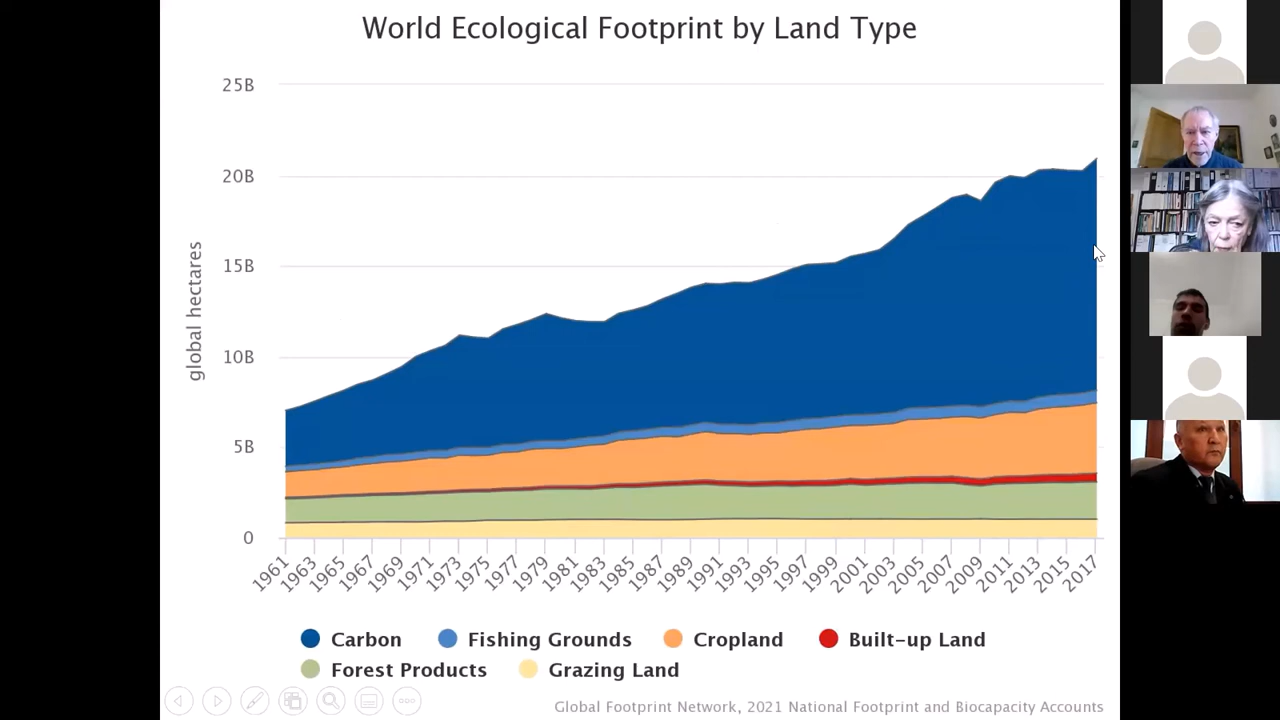 World Ecological Footprint by Land Type
25B
20B
15B
10B
5B
0
global hectares
1961 1963 1965 1967 1969 1971 1973 1975 1977 1979 1981 1983 1985 1987 1989 1991 1993 1995 1997 1999 2001 2003 2005 2007 2009 2011 2013 2015 2017
Carbon Fishing Grounds Cropland Built-up Land
Forest Products Grazing Land
Global Footprint Network, 2021 National Footprint and Biocapacity Accounts